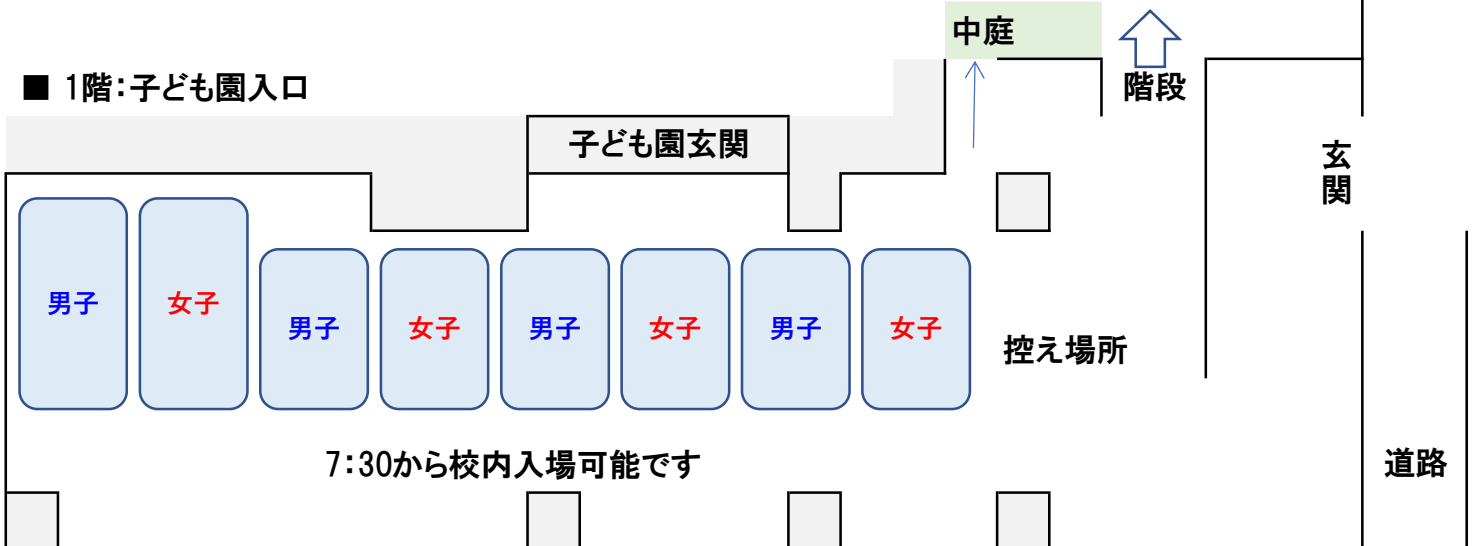 中庭
■ 1階：子ども園入口
階段
子ども園玄関
玄関
男子
女子
男子
女子
男子
女子
男子
女子
控え場所
7：30から校内入場可能です
道路